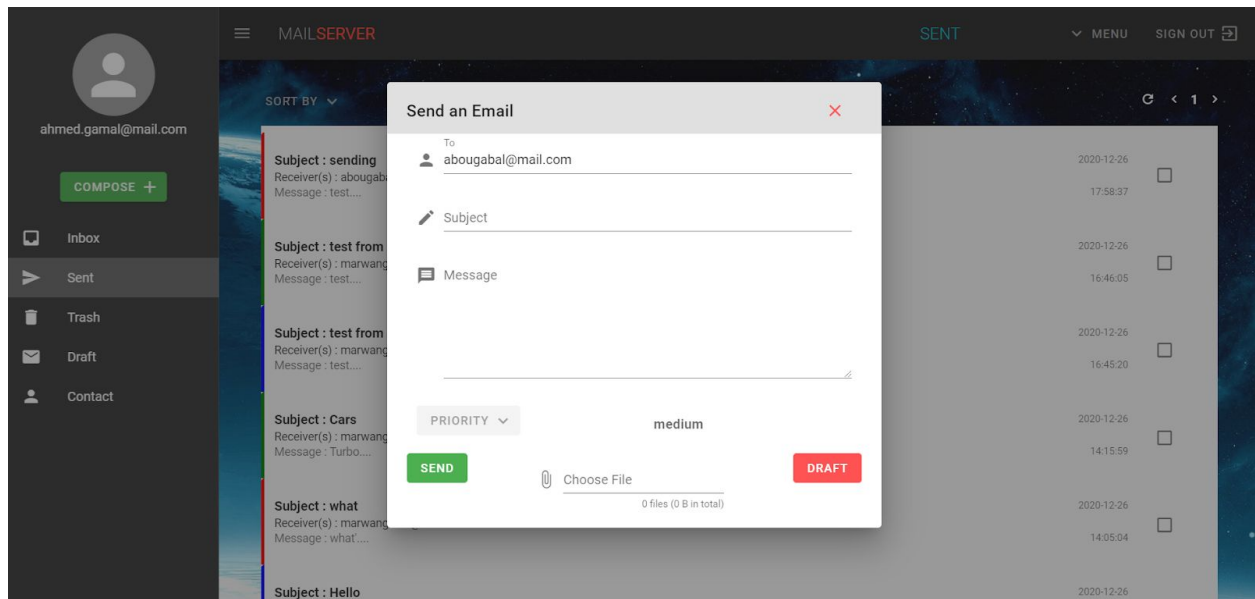 MAILSERVER
SENT
MENU
SIGN OUT
ahmed.gamal@mail.com
COMPOSE +
Inbox
Sent
Trash
Draft
Contact
SORT BY
< 1 >
Subject : sending
Receiver(s) :
Message : test....
2020-12-26
17:58:37
Subject : test from
Receiver(s) :
Message : test....
2020-12-26
16:46:05
Subject : test from
Receiver(s) :
Message : test....
2020-12-26
16:45:20
Subject : Cars
Receiver(s) :
Message : Turbo....
2020-12-26
14:15:59
Subject : what
Receiver(s) :
Message : what'....
2020-12-26
14:05:04
Subject : Hello
2020-12-26
Send an Email
To
abougabal@mail.com
Subject
Message
PRIORITY
medium
SEND
Choose File
0 files (0 B in total)
DRAFT